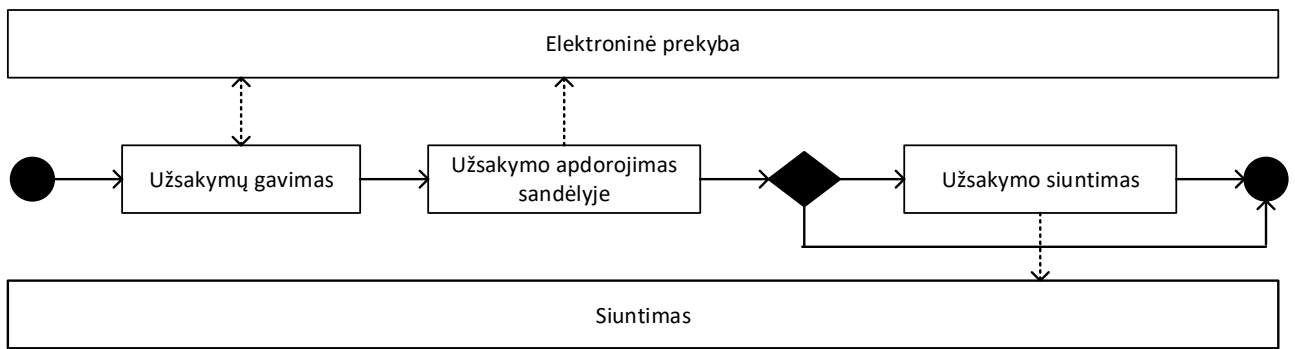 Elektroninė prekyba
Užsakymų gavimas
Užsakymo apdorojimas
sandėlyje
Užsakymo siuntimas
Siuntimas